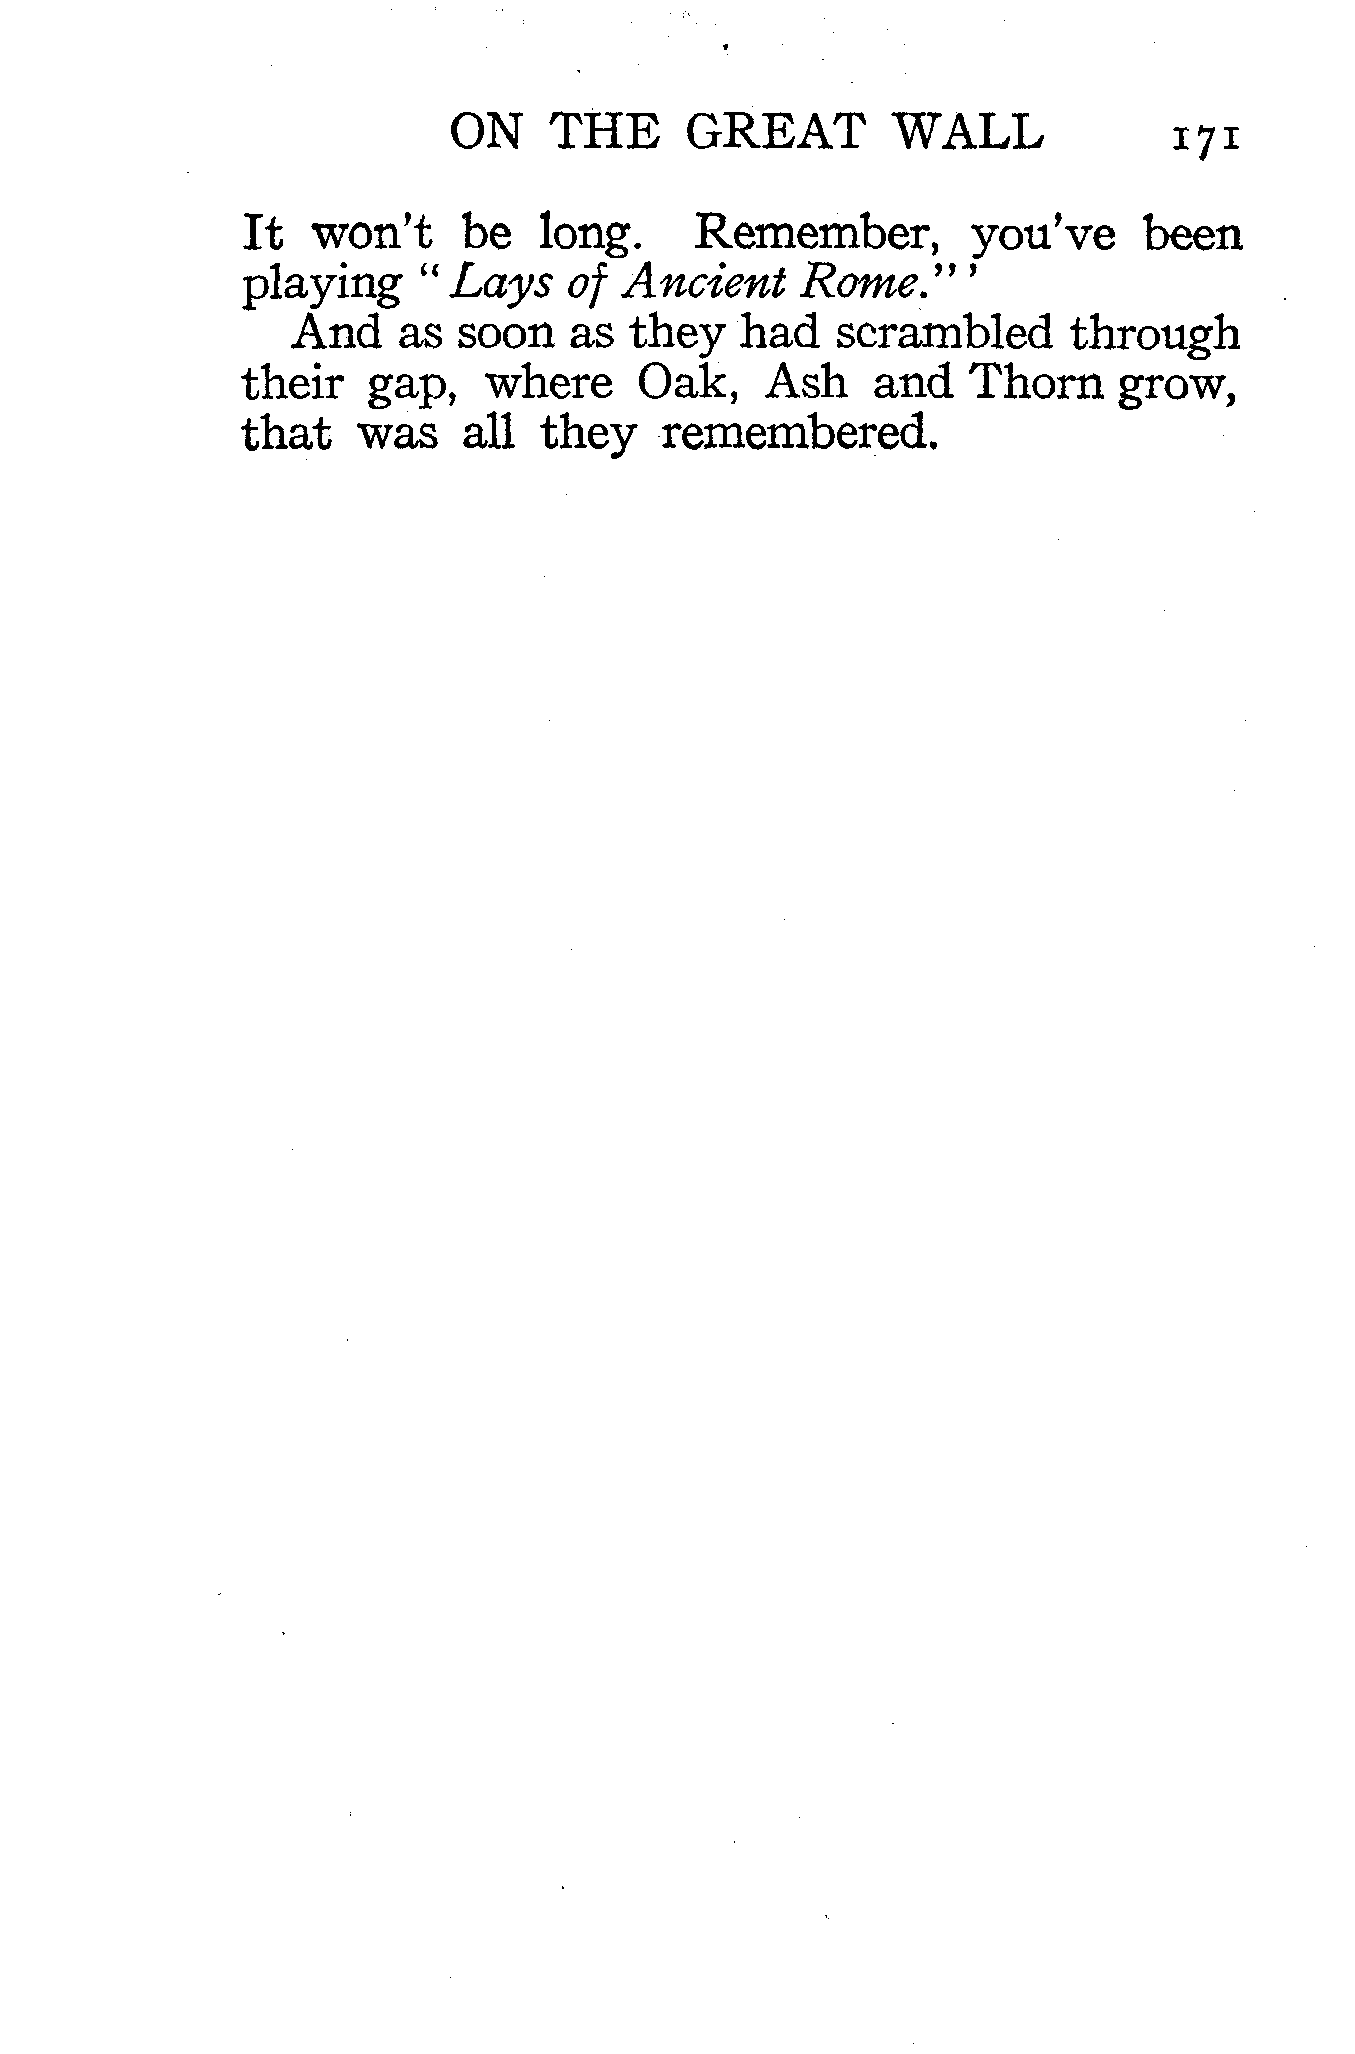 ON THE GREAT WALL 171
It won't be long. Remember, you've been
playing "Lays of Ancient Rome."'
And as soon as they had scrambled through
their gap, where Oak, Ash and Thorn grow,
that was all they remembered.